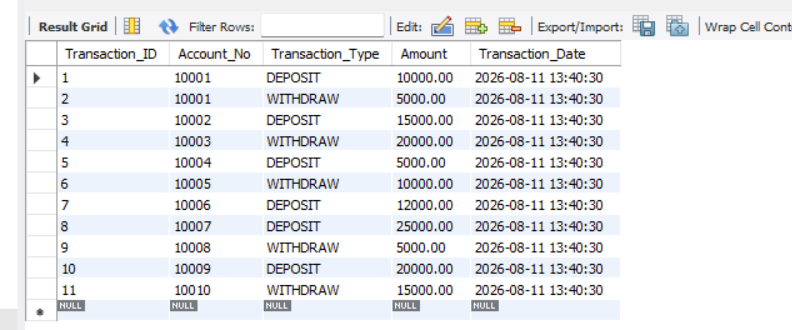 Result Grid Filter Rows: Edit: Export/Import: Wrap Cell Cont
Transaction_ID Account_No Transaction_Type Amount Transaction_Date
1 10001 DEPOSIT 10000.00 2026-08-11 13:40:30
2 10001 WITHDRAW 5000.00 2026-08-11 13:40:30
3 10002 DEPOSIT 15000.00 2026-08-11 13:40:30
4 10003 WITHDRAW 20000.00 2026-08-11 13:40:30
5 10004 DEPOSIT 5000.00 2026-08-11 13:40:30
6 10005 WITHDRAW 10000.00 2026-08-11 13:40:30
7 10006 DEPOSIT 12000.00 2026-08-11 13:40:30
8 10007 DEPOSIT 25000.00 2026-08-11 13:40:30
9 10008 WITHDRAW 5000.00 2026-08-11 13:40:30
10 10009 DEPOSIT 20000.00 2026-08-11 13:40:30
11 10010 WITHDRAW 15000.00 2026-08-11 13:40:30
NULL NULL NULL NULL NULL